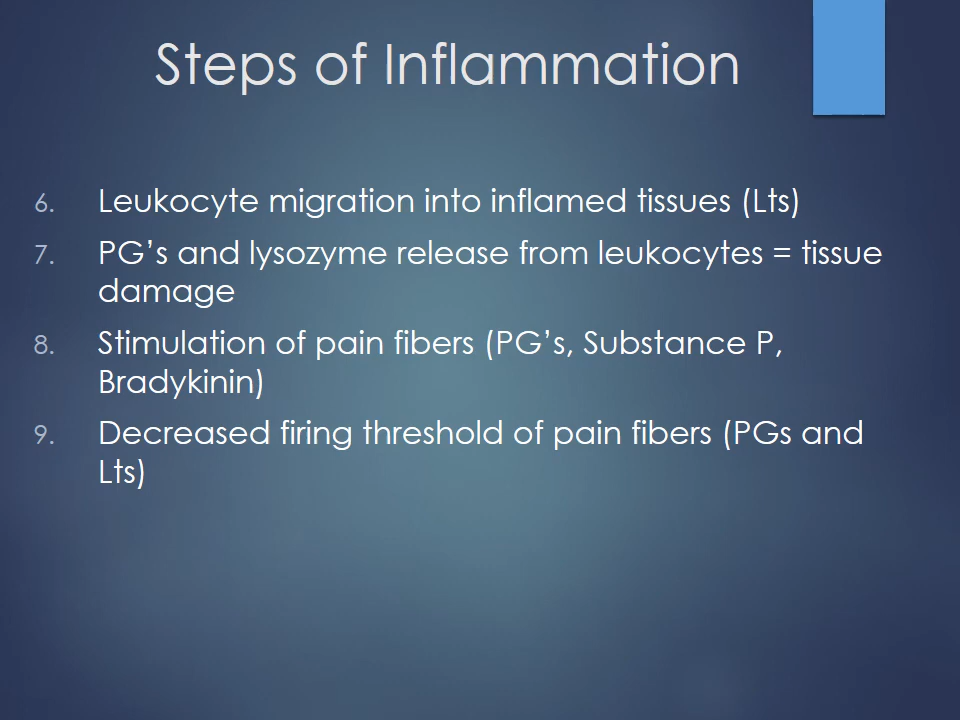 Steps of Inflammation
6. Leukocyte migration into inflamed tissues (Lts)
7. PG’s and lysozyme release from leukocytes = tissue
damage
8. Stimulation of pain fibers (PG’s, Substance P,
Bradykinin)
9. Decreased firing threshold of pain fibers (PGs and
Lts)